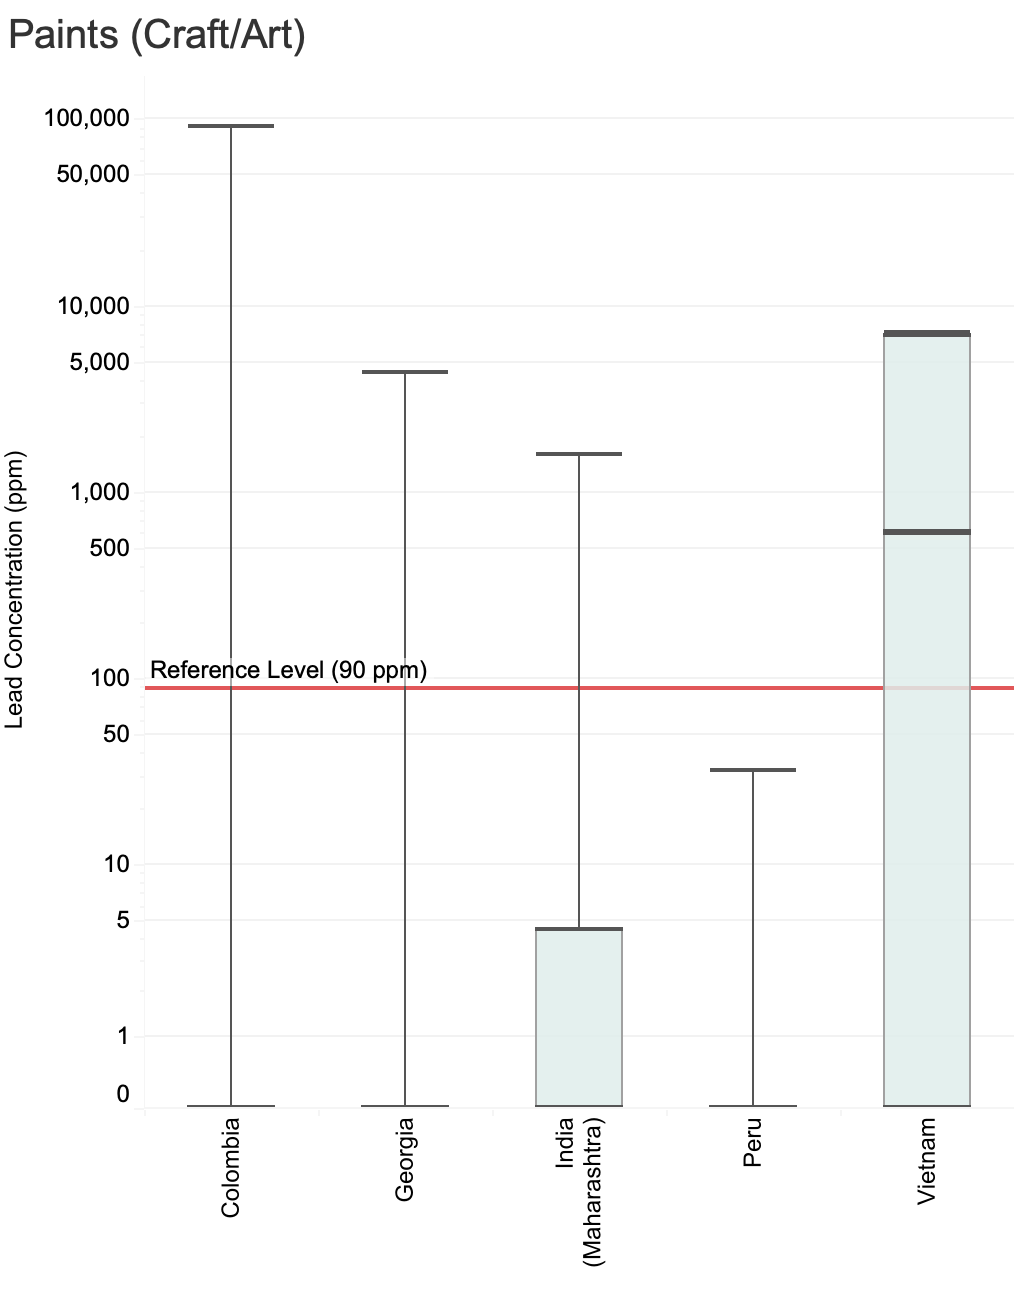 Paints (Craft/Art)
100,000
50,000
10,000
5,000
1,000
500
100
50
10
5
1
0
Lead Concentration (ppm)
Reference Level (90 ppm)
Colombia
Georgia
India
(Maharashtra)
Peru
Vietnam